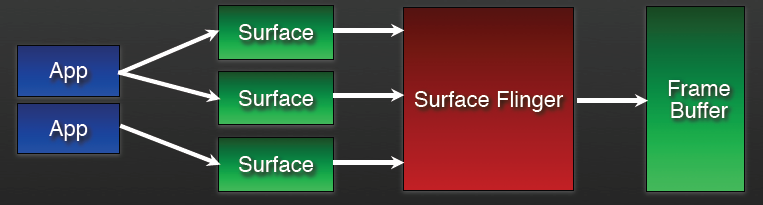 App
App
Surface
Surface
Surface
Surface Flinger
Frame
Buffer